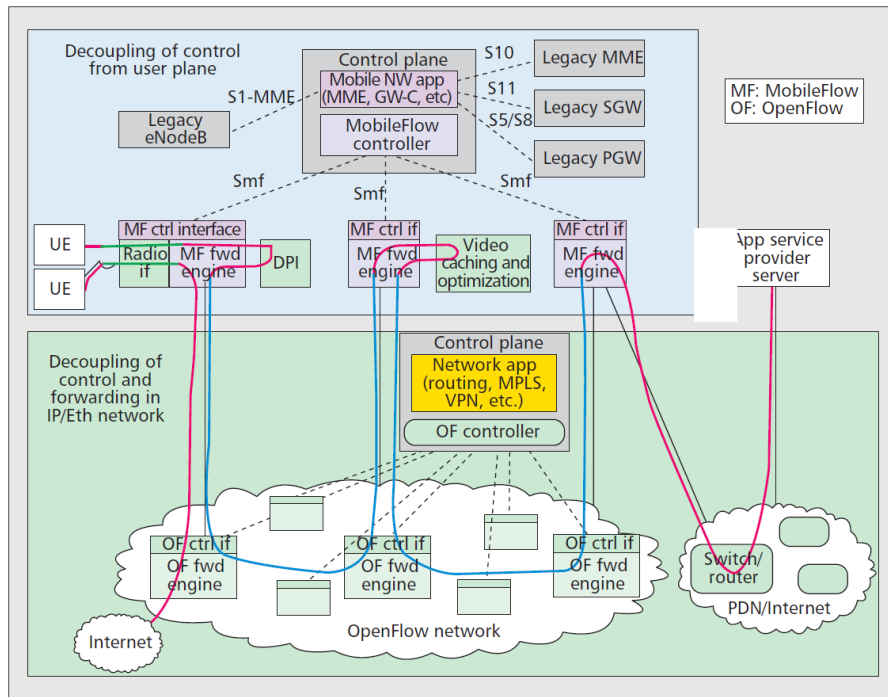 Decoupling of control
from user plane
Control plane
Mobile NW app
(MME, GW-C, etc)
MobileFlow
controller
S10
S11
S5/S8
S1-MME
Legacy
eNodeB
Legacy MME
Legacy SGW
Legacy PGW
MF: MobileFlow
OF: OpenFlow
Smf
Smf
Smf
UE
UE
MF ctrl interface
Radio
if
MF fwd
engine
DPI
MF ctrl if
MF fwd
engine
Video
caching and
optimization
MF ctrl if
MF fwd
engine
App service
provider
server
Decoupling of
control and
forwarding in
IP/Eth network
Control plane
Network app
(routing, MPLS,
VPN, etc.)
OF controller
OF ctrl if
OF fwd
engine
OF ctrl if
OF fwd
engine
OF ctrl if
OF fwd
engine
OpenFlow network
Internet
Switch/
router
PDN/Internet